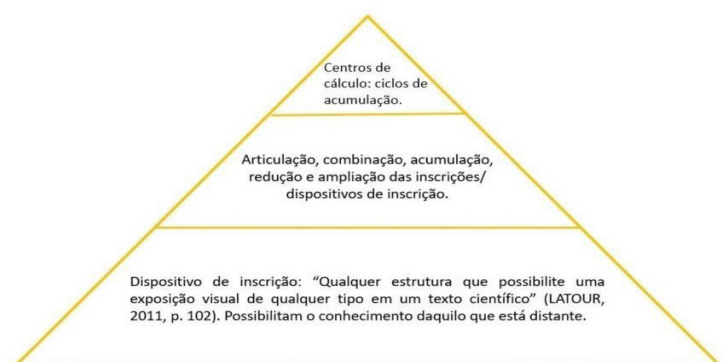 Centros de
cálculo: ciclos de
acumulação.
Articulação, combinação, acumulação,
redução e ampliação das inscrições/
dispositivos de inscrição.
Dispositivo de inscrição: “Qualquer estrutura que possibilite uma
exposição visual de qualquer tipo em um texto científico” (LATOUR,
2011, p. 102). Possibilitam o conhecimento daquilo que está distante.